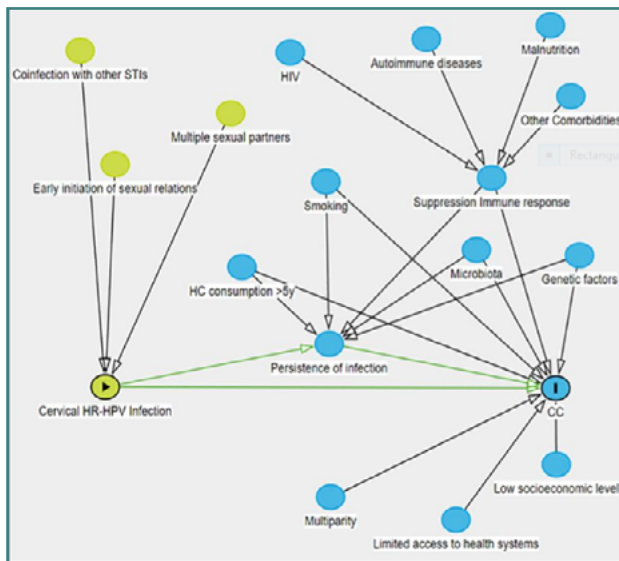 Malnutrition
Coinfection with other STIs
HIV
Autoimmune diseases
Other Comorbidities
Multiple sexual partners
Rectangu
Early initiation of sexual relations
Smoking
Suppression Immune response
Microbiota
Genetic factors
HC consumption >5y
Persistence of infection
Cervical HR-HPV Infection
CC
Low socioeconomic level
Multiparity
Limited access to health systems